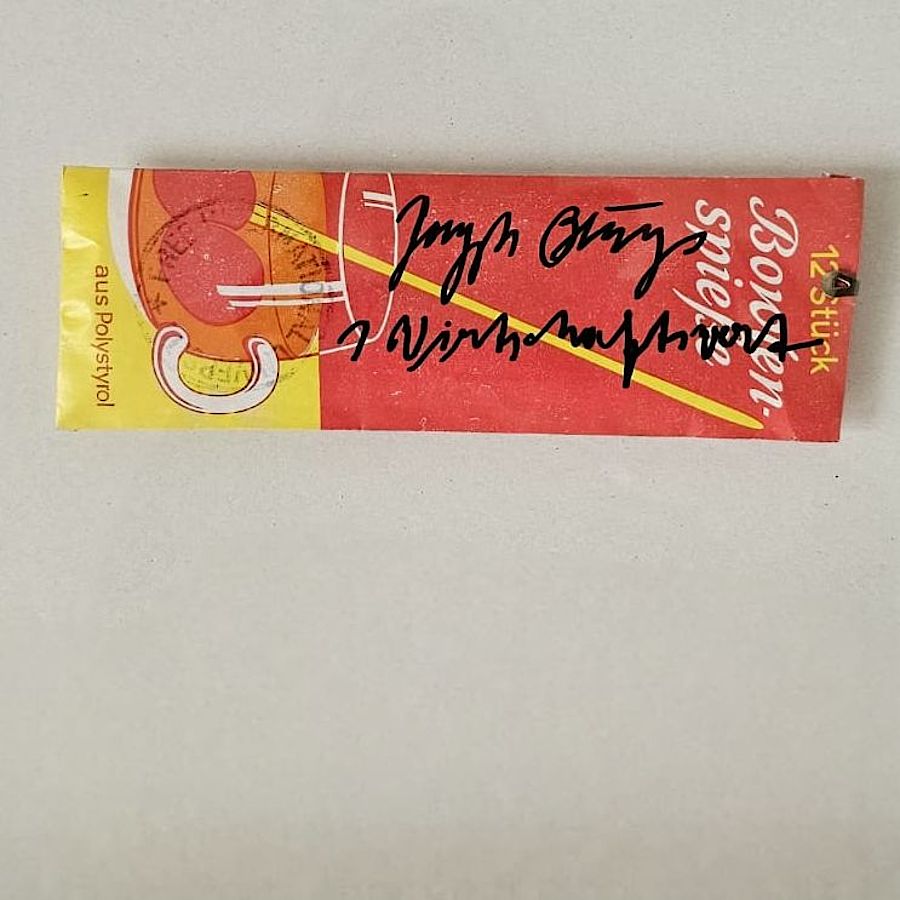 Joseph Beuys
1 Wirtschaftswert
12 Stück
Bowlen-
spieße
aus Polystyrol